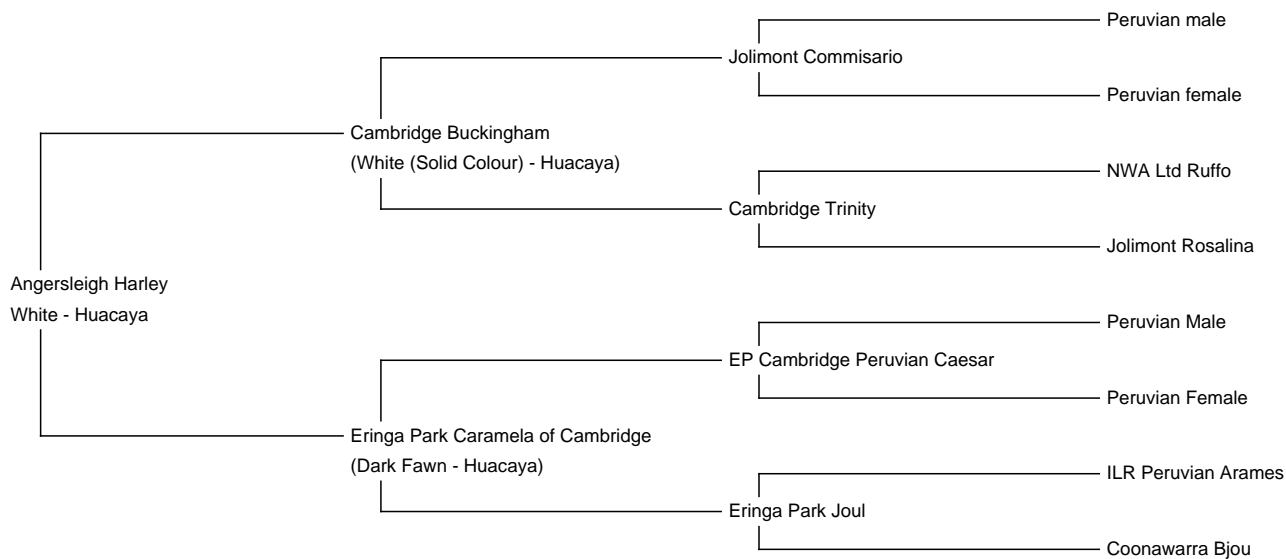 Peruvian male
Jolimont Commisario
Peruvian female
Cambridge Buckingham
(White (Solid Colour) - Huacaya)
NWA Ltd Ruffo
Cambridge Trinity
Jolimont Rosalina
Angersleigh Harley
White - Huacaya
Peruvian Male
EP Cambridge Peruvian Caesar
Peruvian Female
Eringa Park Caramela of Cambridge
(Dark Fawn - Huacaya)
ILR Peruvian Arames
Eringa Park Joul
Coonawarra Bjou